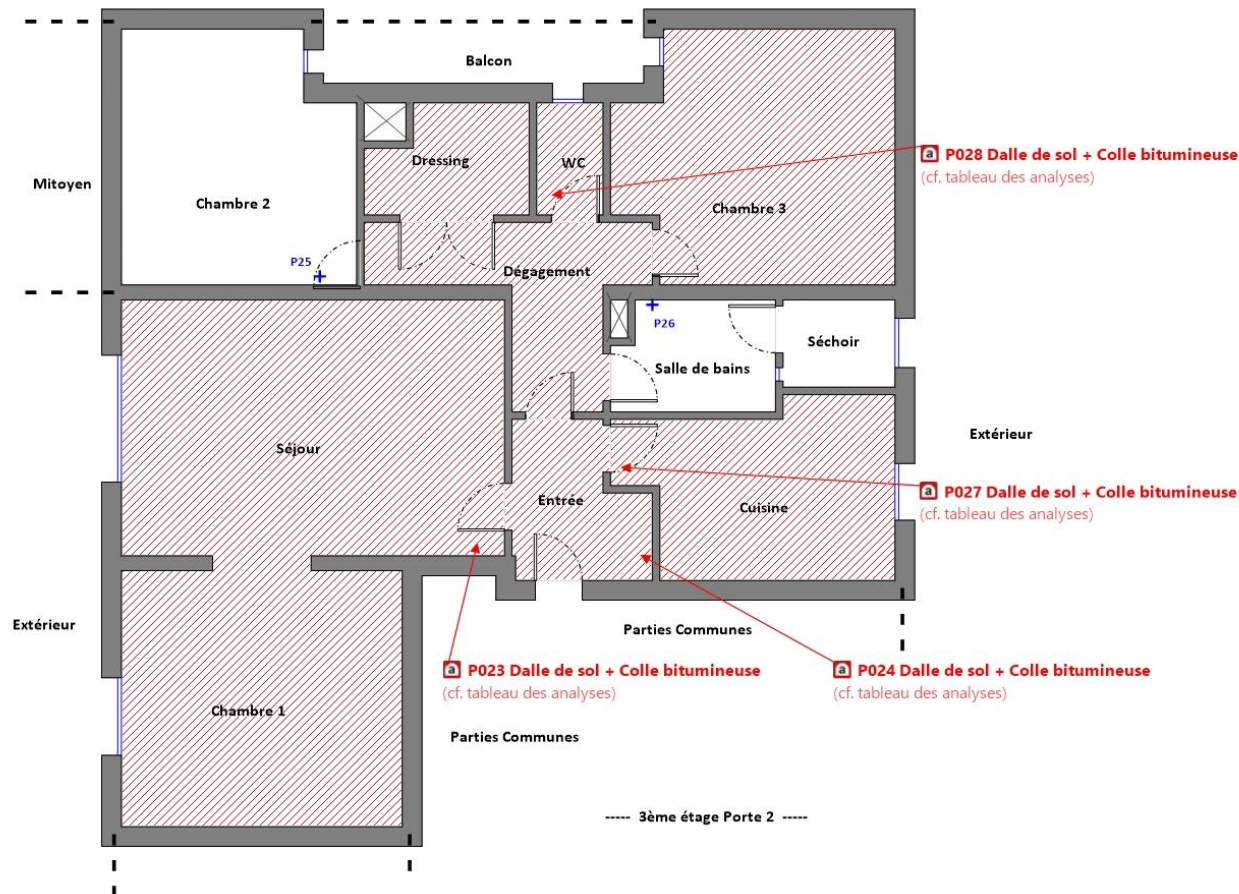 Balcon
Dressing
WC
a P028 Dalle de sol + Colle bitumineuse
(cf. tableau des analyses)
Mitoyen
Chambre 2
Chambre 3
P25
Dégagement
P26
Séchoir
Salle de bains
Extérieur
Séjour
a P027 Dalle de sol + Colle bitumineuse
(cf. tableau des analyses)
Entrée
Cuisine
Extérieur
Parties Communes
a P023 Dalle de sol + Colle bitumineuse
(cf. tableau des analyses)
a P024 Dalle de sol + Colle bitumineuse
(cf. tableau des analyses)
Chambre 1
Parties Communes
----- 3ème étage Porte 2 -----